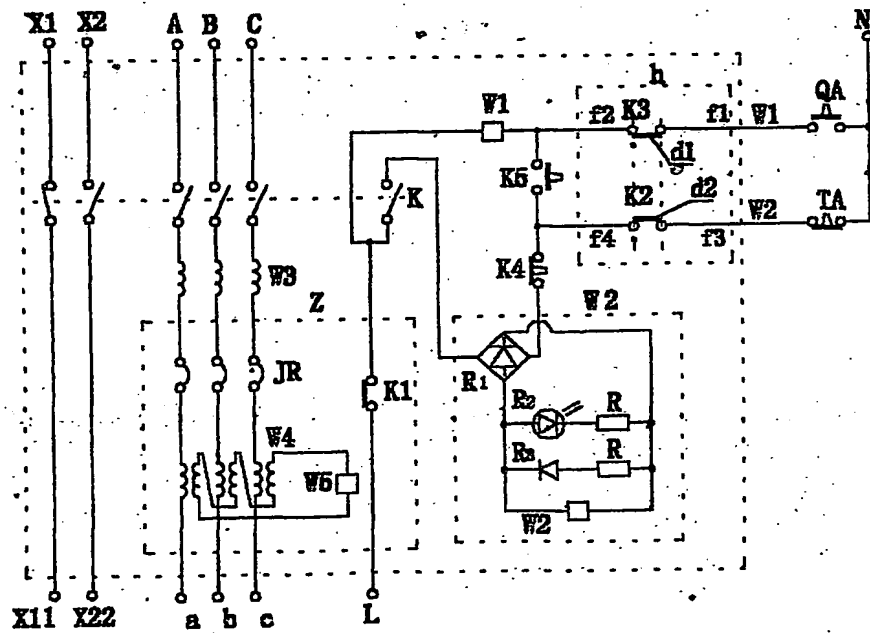 X1 X2 A B C N
h
W1 f2 K3 f1 W1 QA
d1
K5
K K2 d2 W2 TA
f4 f3
K4
W3
Z W2
JR K1 R1
R2 R
W4 R3 R
W5
W2
X11 X22 a b c L